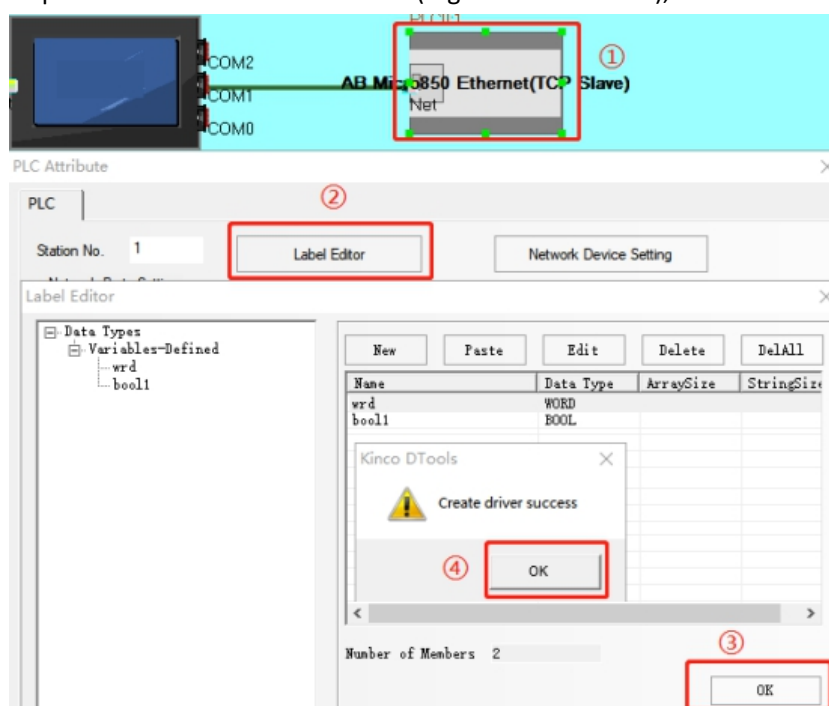 COM2
COM1
COM0
①
AB Micro850 Ethernet(TCP Slave)
Net
PLC Attribute
PLC
②
Station No. 1
Label Editor
Network Device Setting
Label Editor
Data Types
Variables-Defined
wrd
bool1
New Paste Edit Delete DelAll
Name Data Type ArraySize StringSize
wrd WORD
bool1 BOOL
Kinco DTools
Create driver success
④
OK
Number of Members 2
③
OK